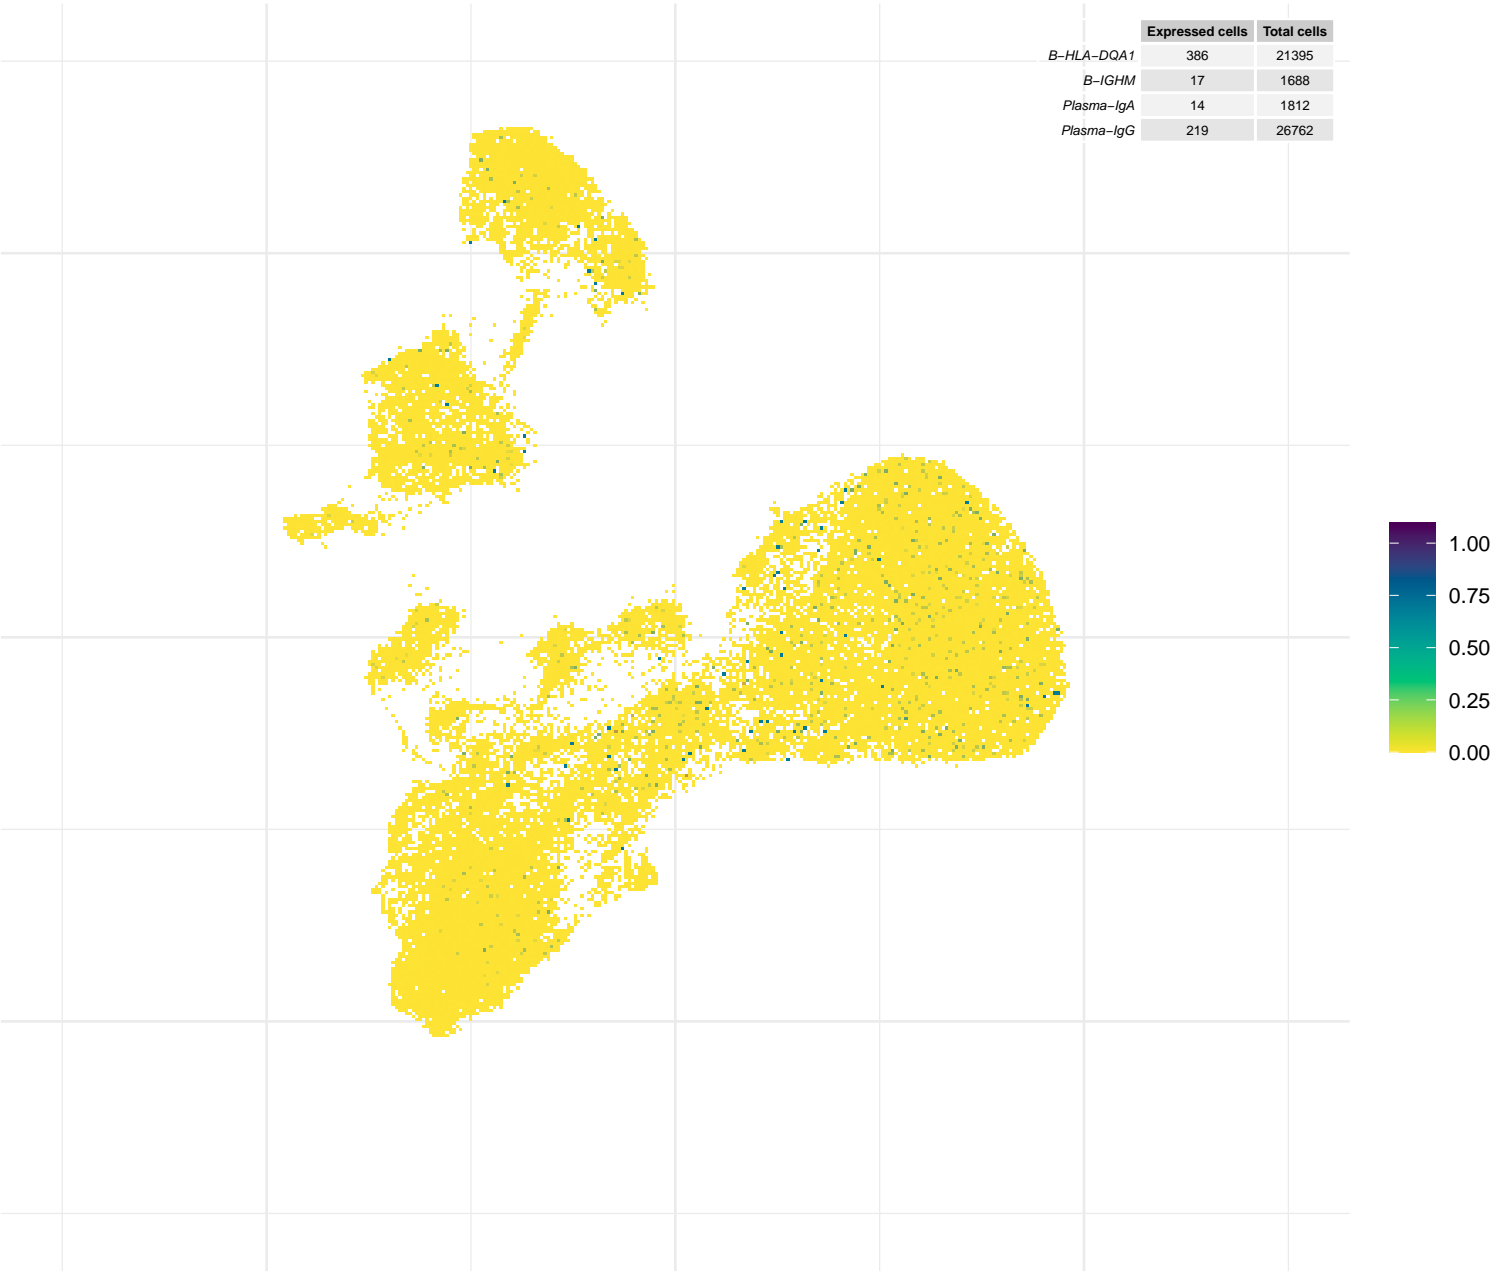 Expressed cells Total cells
B−HLA−DQA1 386 21395
B−IGHM 17 1688
Plasma−IgA 14 1812
Plasma−IgG 219 26762
1.00
0.75
0.50
0.25
0.00